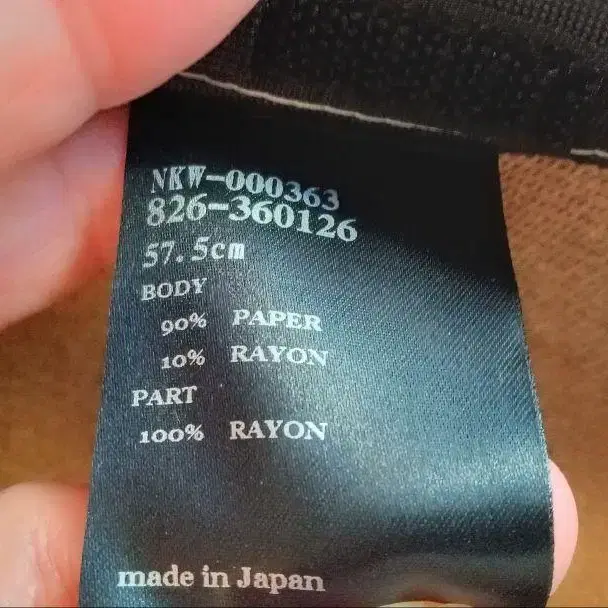 NKW-000363
826-360126
57.5cm
BODY
90% PAPER
10% RAYON
PART
100% RAYON
made in Japan